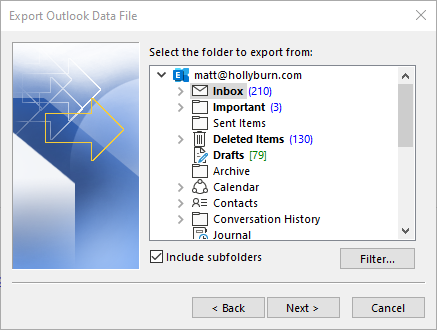 Export Outlook Data File
Select the folder to export from:
matt@hollyburn.com
Inbox (210)
Important (3)
Sent Items
Deleted Items (130)
Drafts [79]
Archive
Calendar
Contacts
Conversation History
Journal
Include subfolders
Filter...
< Back
Next >
Cancel